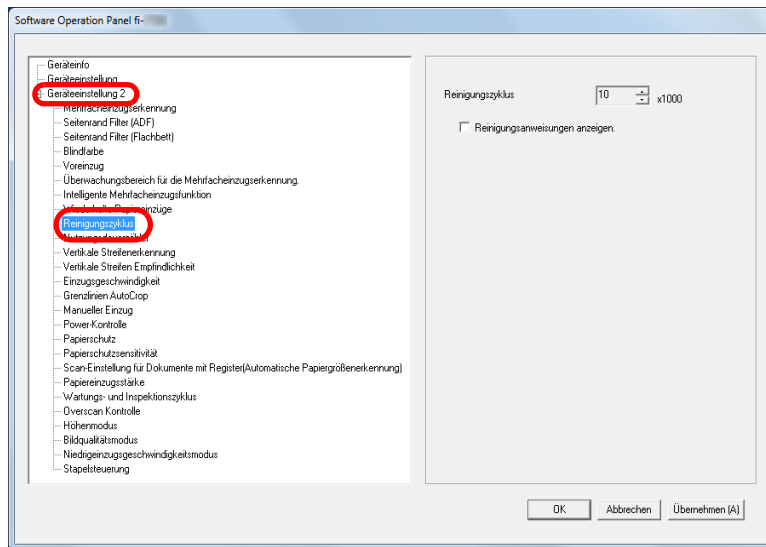 Software Operation Panel fi-
Geräteinfo
Geräteeinstellung
Geräteeinstellung 2
Mehrfacheinzugserkennung
Seitenrand Filter (ADF)
Seitenrand Filter (Flachbett)
Blindfarbe
Voreinzug
Überwachungsbereich für die Mehrfacheinzugserkennung.
Intelligente Mehrfacheinzugsfunktion
Wiederholte Papiereinzüge
Reinigungszyklus
Nutzungsdauerzähler
Vertikale Streifenerkennung
Vertikale Streifen Empfindlichkeit
Einzugsgeschwindigkeit
Grenzlinien AutoCrop
Manueller Einzug
Power-Kontrolle
Papierschutz
Papierschutzsensitivität
Scan-Einstellung für Dokumente mit Register(Automatische Papiergrößenerkennung)
Papiereinzugsstärke
Wartungs- und Inspektionszyklus
Overscan Kontrolle
Höhenmodus
Bildqualitätsmodus
Niedrigeinzugsgeschwindigkeitsmodus
Stapelsteuerung
Reinigungszyklus 10 x1000
Reinigungsanweisungen anzeigen.
OK Abbrechen Übernehmen (A)